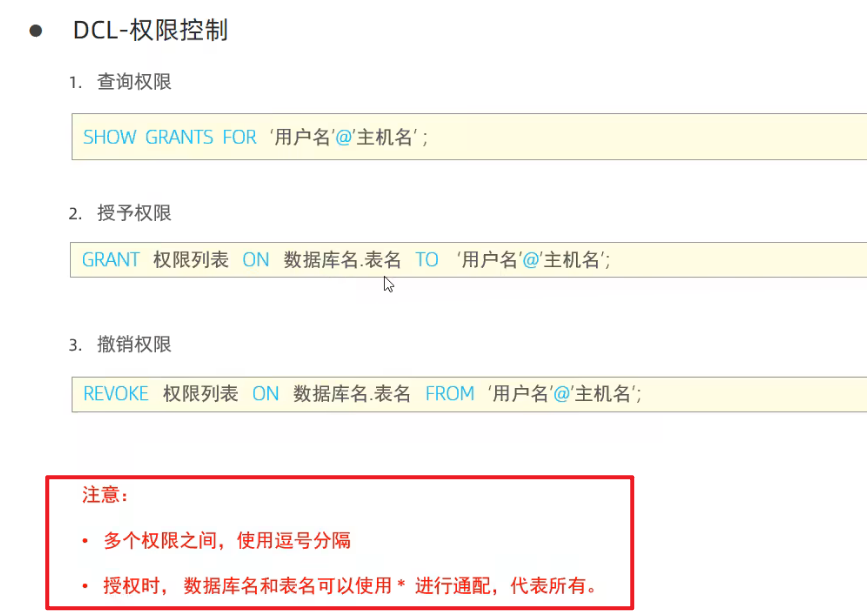 ● DCL-权限控制
1. 查询权限
SHOW GRANTS FOR '用户名'@'主机名' ;
2. 授予权限
GRANT 权限列表 ON 数据库名.表名 TO '用户名'@'主机名';
3. 撤销权限
REVOKE 权限列表 ON 数据库名.表名 FROM '用户名'@'主机名';
注意：
• 多个权限之间，使用逗号分隔
• 授权时， 数据库名和表名可以使用 * 进行通配，代表所有。